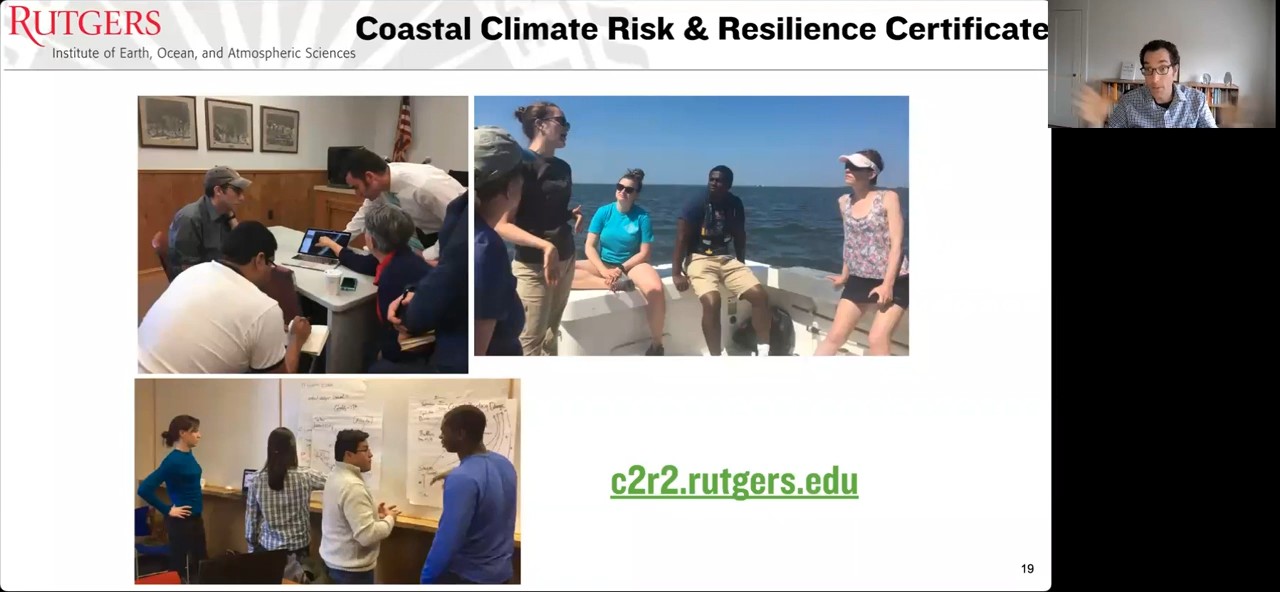 RUTGERS
Institute of Earth, Ocean, and Atmospheric Sciences
Coastal Climate Risk & Resilience Certificate
c2r2.rutgers.edu
19